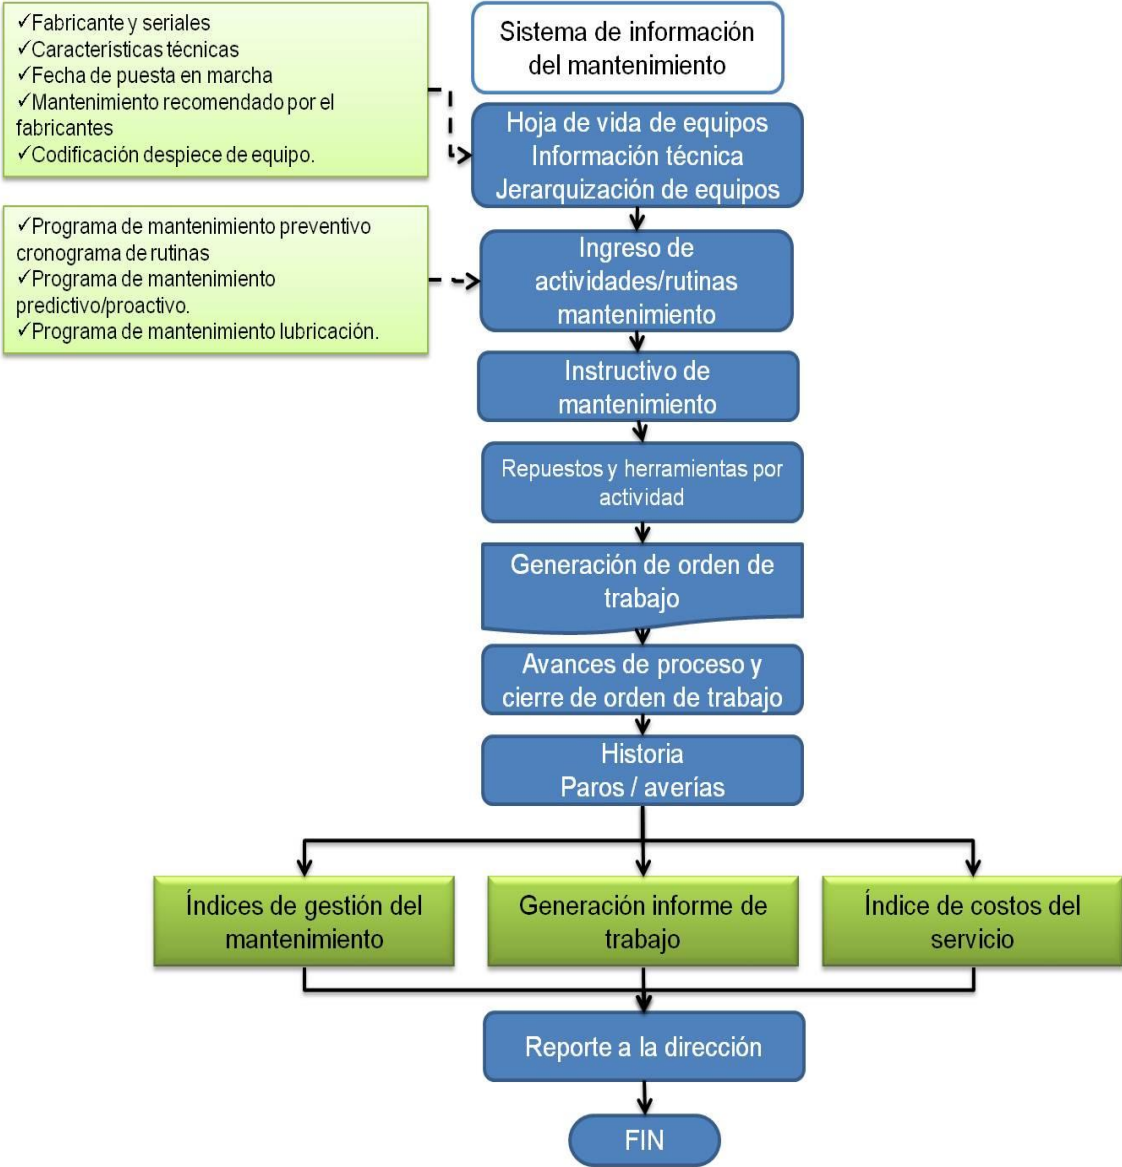 ✓Fabricante y seriales
✓Características técnicas
✓Fecha de puesta en marcha
✓Mantenimiento recomendado por el
fabricantes
✓Codificación despiece de equipo.
Sistema de información
del mantenimiento
Hoja de vida de equipos
Información técnica
Jerarquización de equipos
✓Programa de mantenimiento preventivo
cronograma de rutinas
✓Programa de mantenimiento
predictivo/proactivo.
✓Programa de mantenimiento lubricación.
Ingreso de
actividades/rutinas
mantenimiento
Instructivo de
mantenimiento
Repuestos y herramientas por
actividad
Generación de orden de
trabajo
Avances de proceso y
cierre de orden de trabajo
Historia
Paros / averías
Índices de gestión del
mantenimiento
Generación informe de
trabajo
Índice de costos del
servicio
Reporte a la dirección
FIN